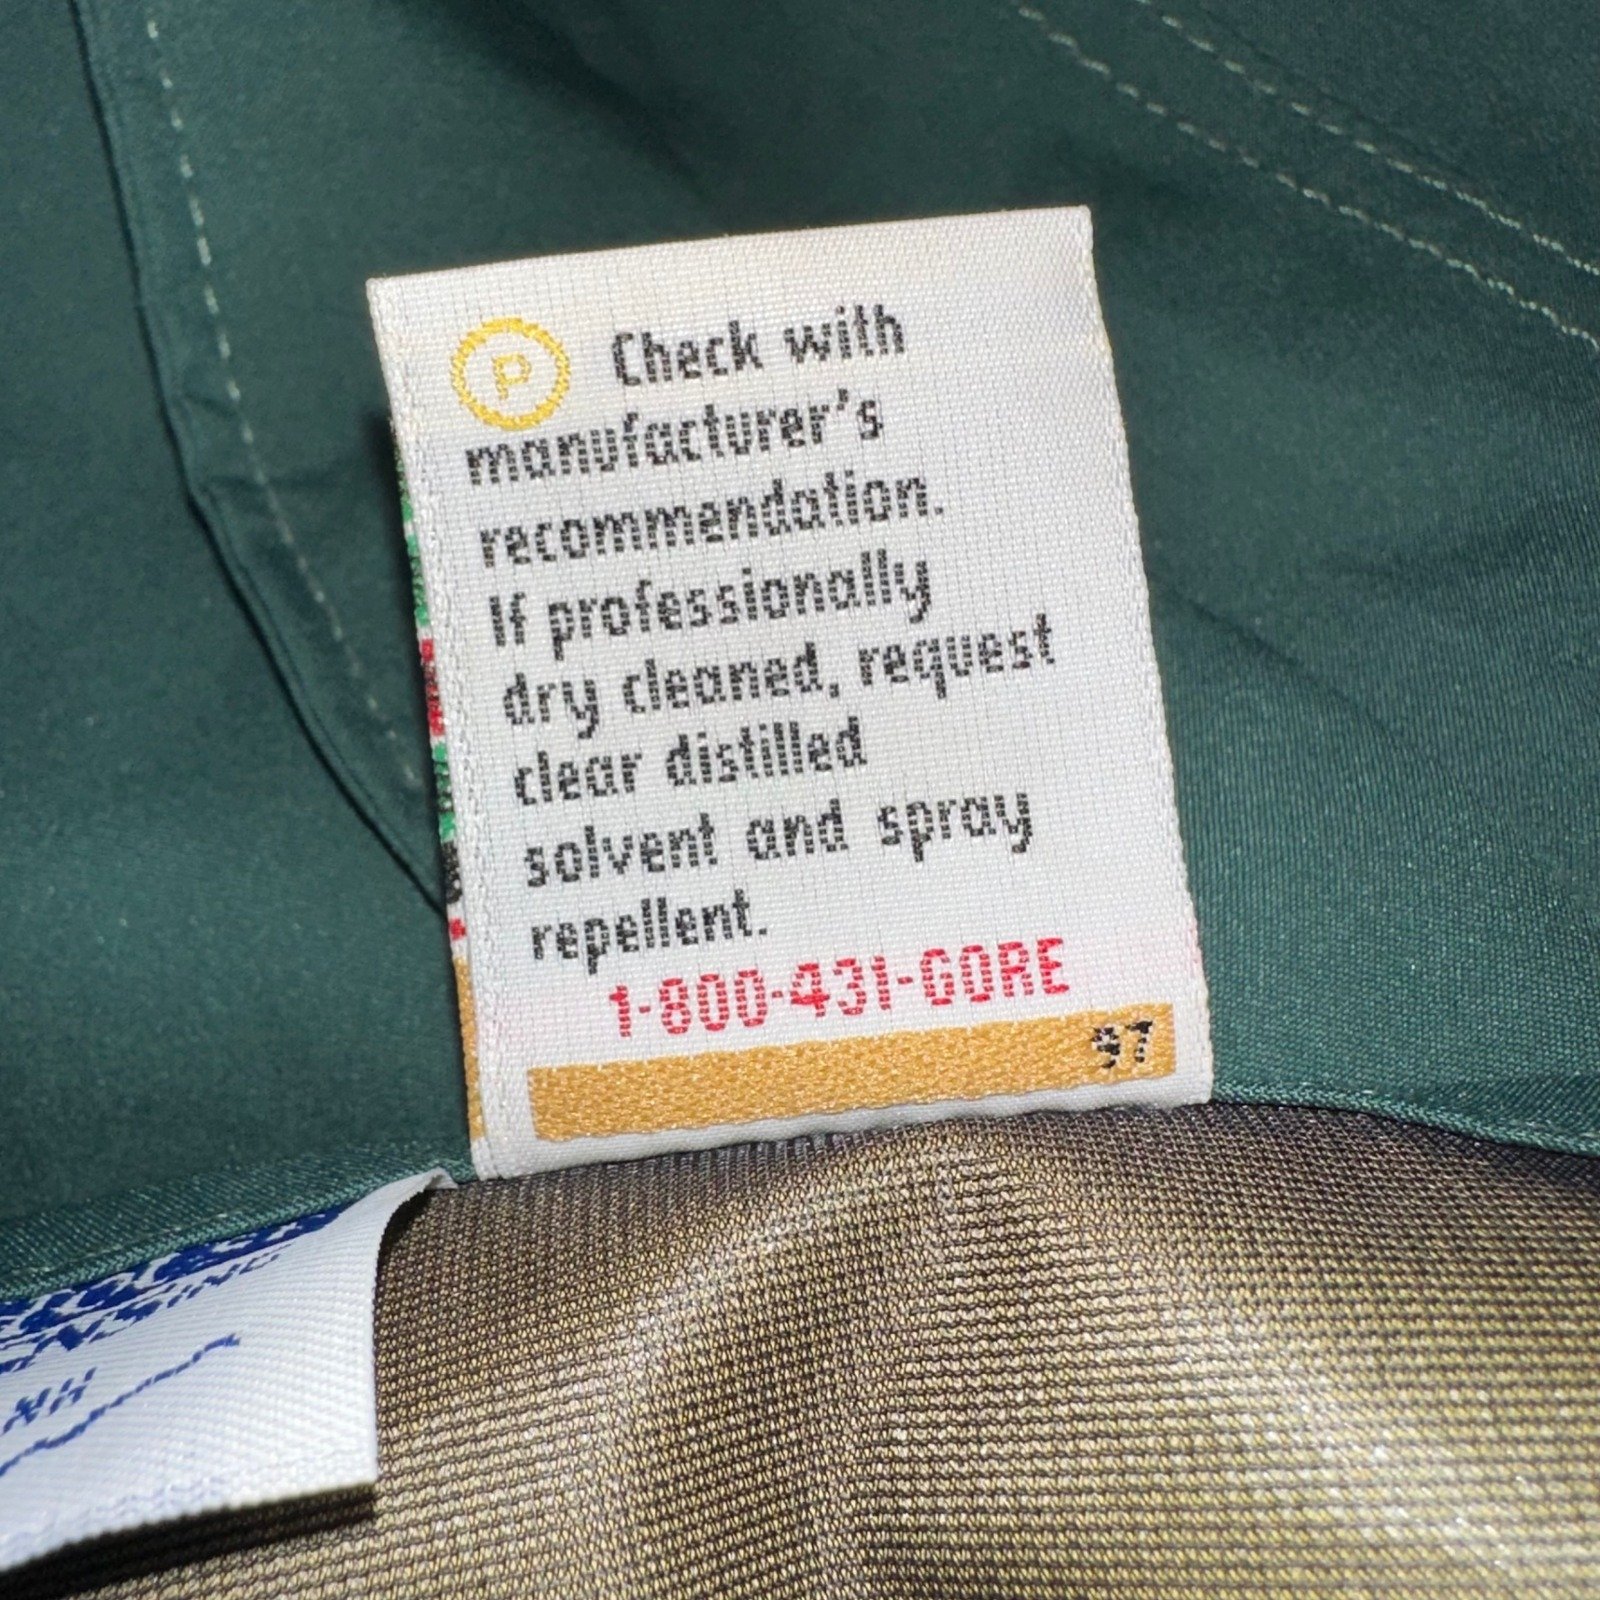 P Check with
manufacturer's
recommendation.
If professionally
dry cleaned, request
clear distilled
solvent and spray
repellent.
1-800-431-GORE
97